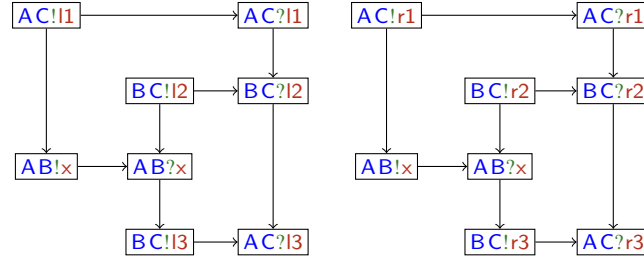 AC!l1 AC?l1 AC!r1 AC?r1
BC!l2 BC?l2 BC!r2 BC?r2
AB!x AB?x AB!x AB?x
BC!l3 AC?l3 BC!r3 AC?r3